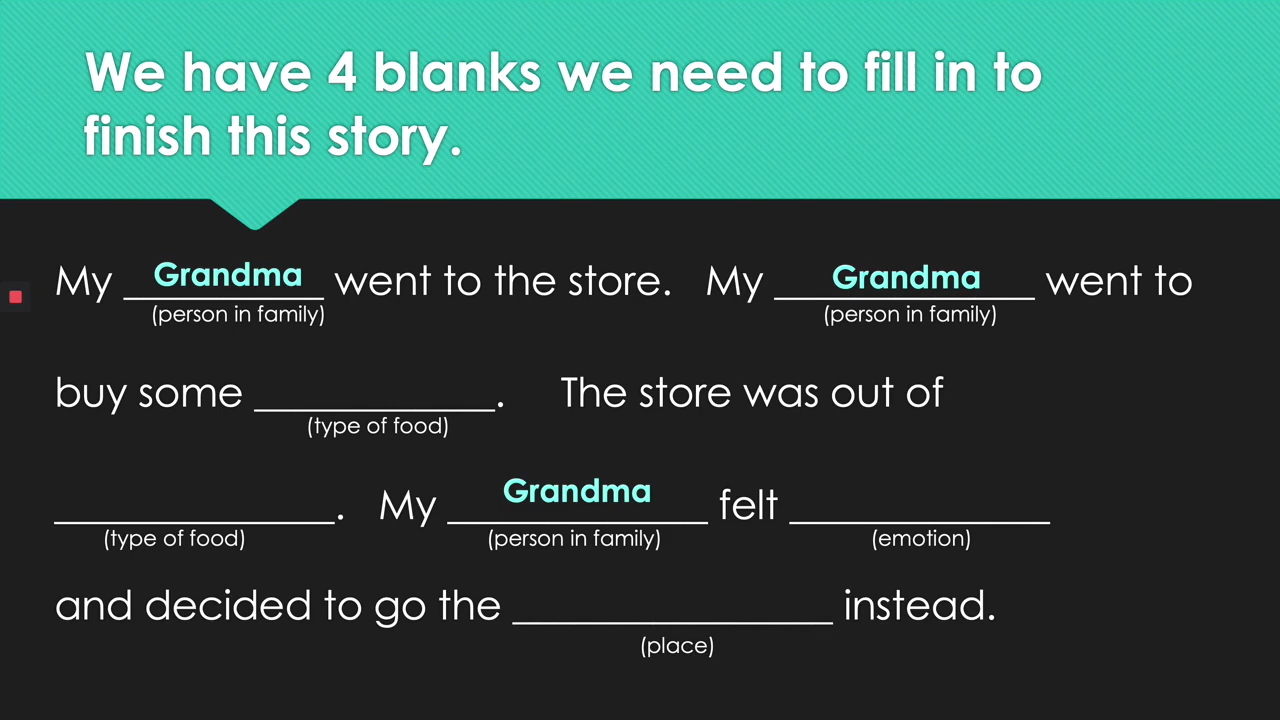 We have 4 blanks we need to fill in to
finish this story.
My Grandma went to the store. My Grandma went to
(person in family) (person in family)
buy some ____________. The store was out of
(type of food)
______________. My Grandma felt _____________
(type of food) (person in family) (emotion)
and decided to go the ________________ instead.
(place)